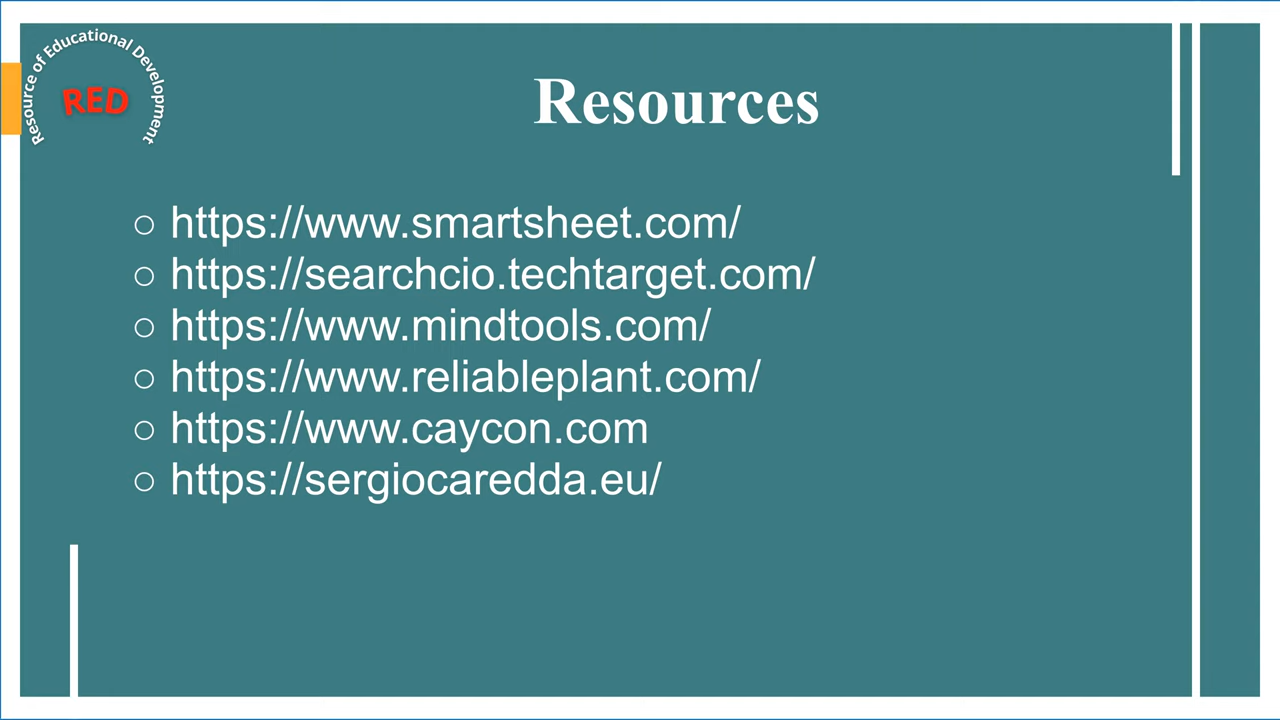 Resource of Educational Development
RED
Resources
○ https://www.smartsheet.com/
○ https://searchcio.techtarget.com/
○ https://www.mindtools.com/
○ https://www.reliableplant.com/
○ https://www.caycon.com
○ https://sergiocaredda.eu/